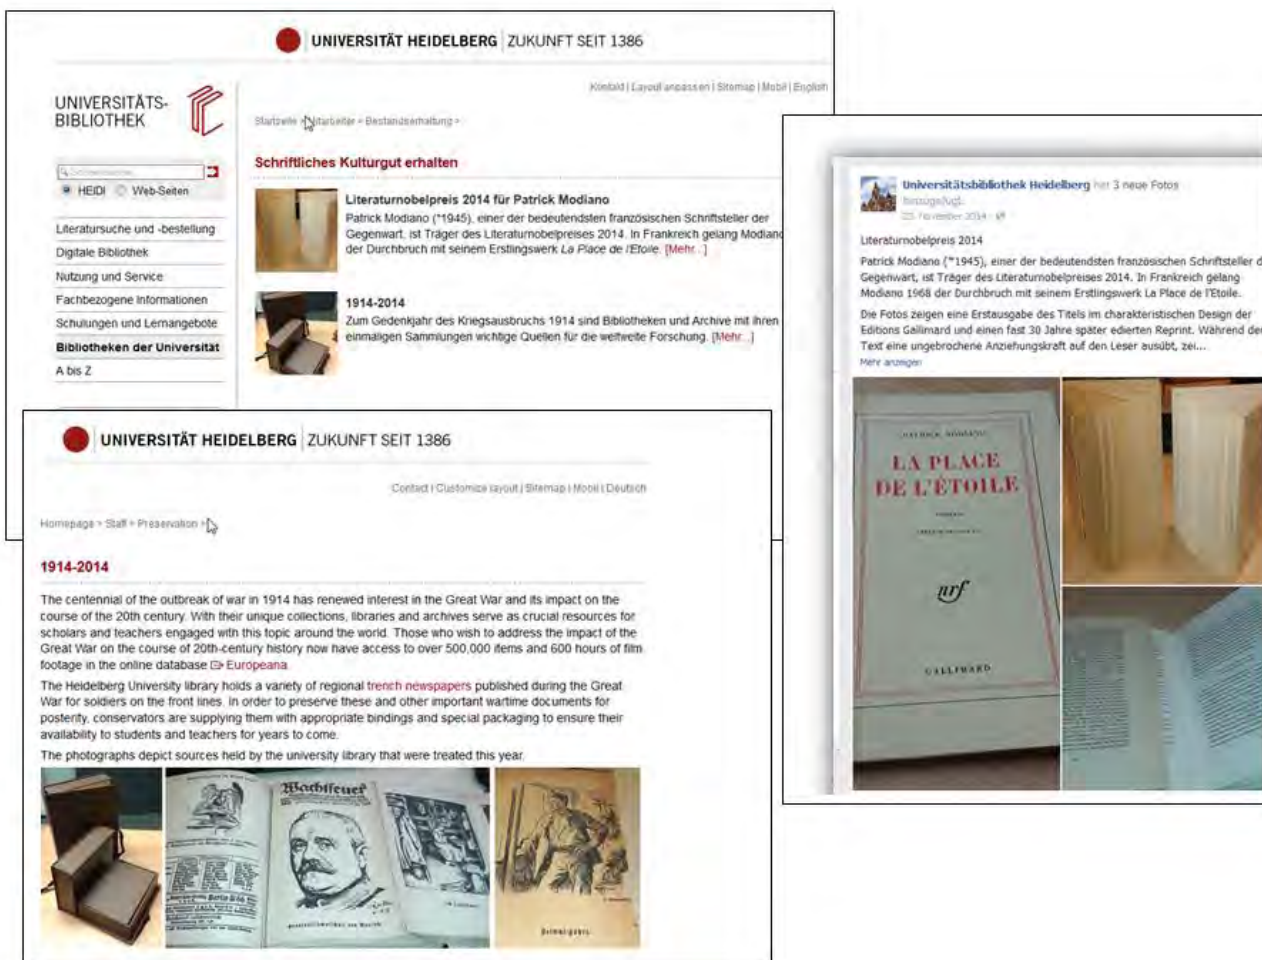 UNIVERSITÄT HEIDELBERG ZUKUNFT SEIT 1386
Kontakt | Layout anpassen | Sitemap | Mobil | English
UNIVERSITÄTS-
BIBLIOTHEK
Startseite > Mitarbeiter > Bestandserhaltung >
HEIDI Web-Seiten
Literatursuche und -bestellung
Digitale Bibliothek
Nutzung und Service
Fachbezogene Informationen
Schulungen und Lernangebote
Bibliotheken der Universität
A bis Z
Schriftliches Kulturgut erhalten
Literaturnobelpreis 2014 für Patrick Modiano
Patrick Modiano (*1945), einer der bedeutendsten französischen Schriftsteller der
Gegenwart, ist Träger des Literaturnobelpreises 2014. In Frankreich gelang Modiano
der Durchbruch mit seinem Erstlingswerk La Place de l'Etoile. [Mehr...]
1914-2014
Zum Gedenkjahr des Kriegsausbruchs 1914 sind Bibliotheken und Archive mit ihren
einmaligen Sammlungen wichtige Quellen für die weltweite Forschung. [Mehr...]
UNIVERSITÄT HEIDELBERG ZUKUNFT SEIT 1386
Contact | Customize layout | Sitemap | Mobil | Deutsch
Homepage > Staff > Preservation >
1914-2014
The centennial of the outbreak of war in 1914 has renewed interest in the Great War and its impact on the
course of the 20th century. With their unique collections, libraries and archives serve as crucial resources for
scholars and teachers engaged with this topic around the world. Those who wish to address the impact of the
Great War on the course of 20th-century history now have access to over 500,000 items and 600 hours of film
footage in the online database Europeana.
The Heidelberg University library holds a variety of regional trench newspapers published during the Great
War for soldiers on the front lines. In order to preserve these and other important wartime documents for
posterity, conservators are supplying them with appropriate bindings and special packaging to ensure their
availability to students and teachers for years to come.
The photographs depict sources held by the university library that were treated this year.
Wachtfeuer
Universitätsbibliothek Heidelberg hat 3 neue Fotos
hinzugefügt.
23. November 2014
Literaturnobelpreis 2014
Patrick Modiano (*1945), einer der bedeutendsten französischen Schriftsteller d
Gegenwart, ist Träger des Literaturnobelpreises 2014. In Frankreich gelang
Modiano 1968 der Durchbruch mit seinem Erstlingswerk La Place de l'Etoile.
Die Fotos zeigen eine Erstausgabe des Titels im charakteristischen Design der
Editions Gallimard und einen fast 30 Jahre später edierten Reprint. Während der
Text eine ungebrochene Anziehungskraft auf den Leser ausübt, zei...
Mehr anzeigen
PATRICK MODIANO
LA PLACE
DE L'ÉTOILE
nrf
GALLIMARD